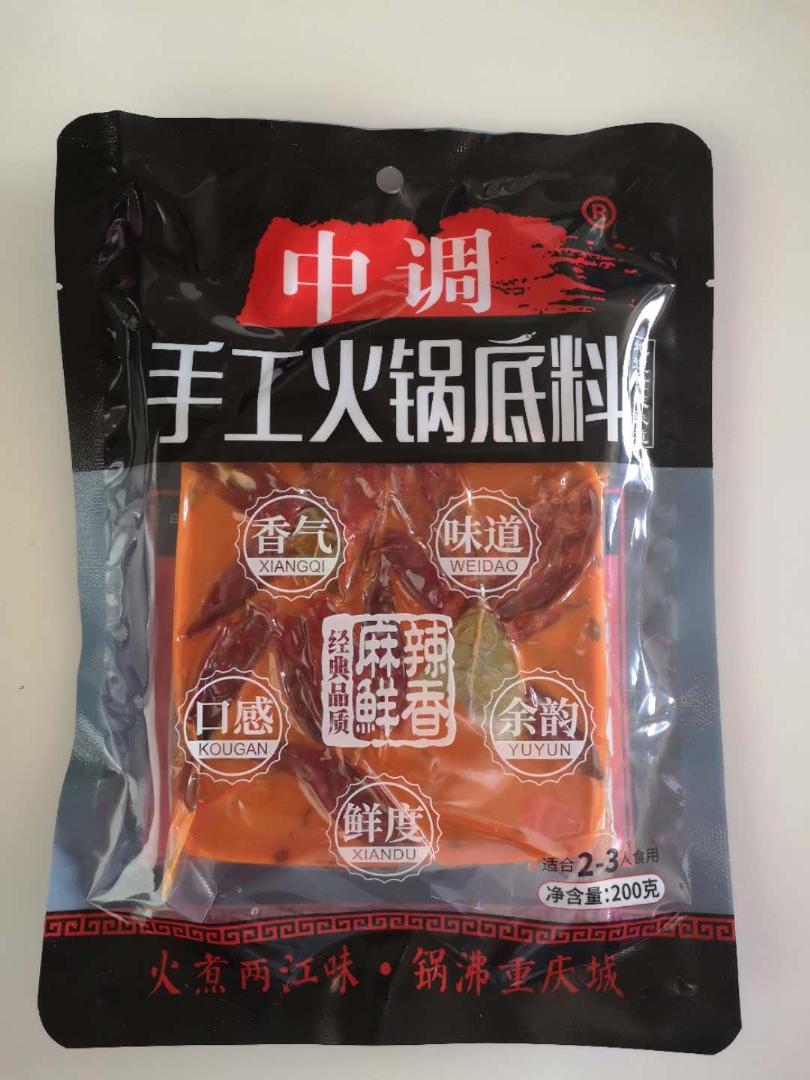 ®
中调
手工火锅底料
香气
XIANGQI
味道
WEIDAO
经典品质
麻辣
鲜香
口感
KOUGAN
余韵
YUYUN
鲜度
XIANDU
适合2-3人食用
净含量:200克
火煮两江味·锅沸重庆城